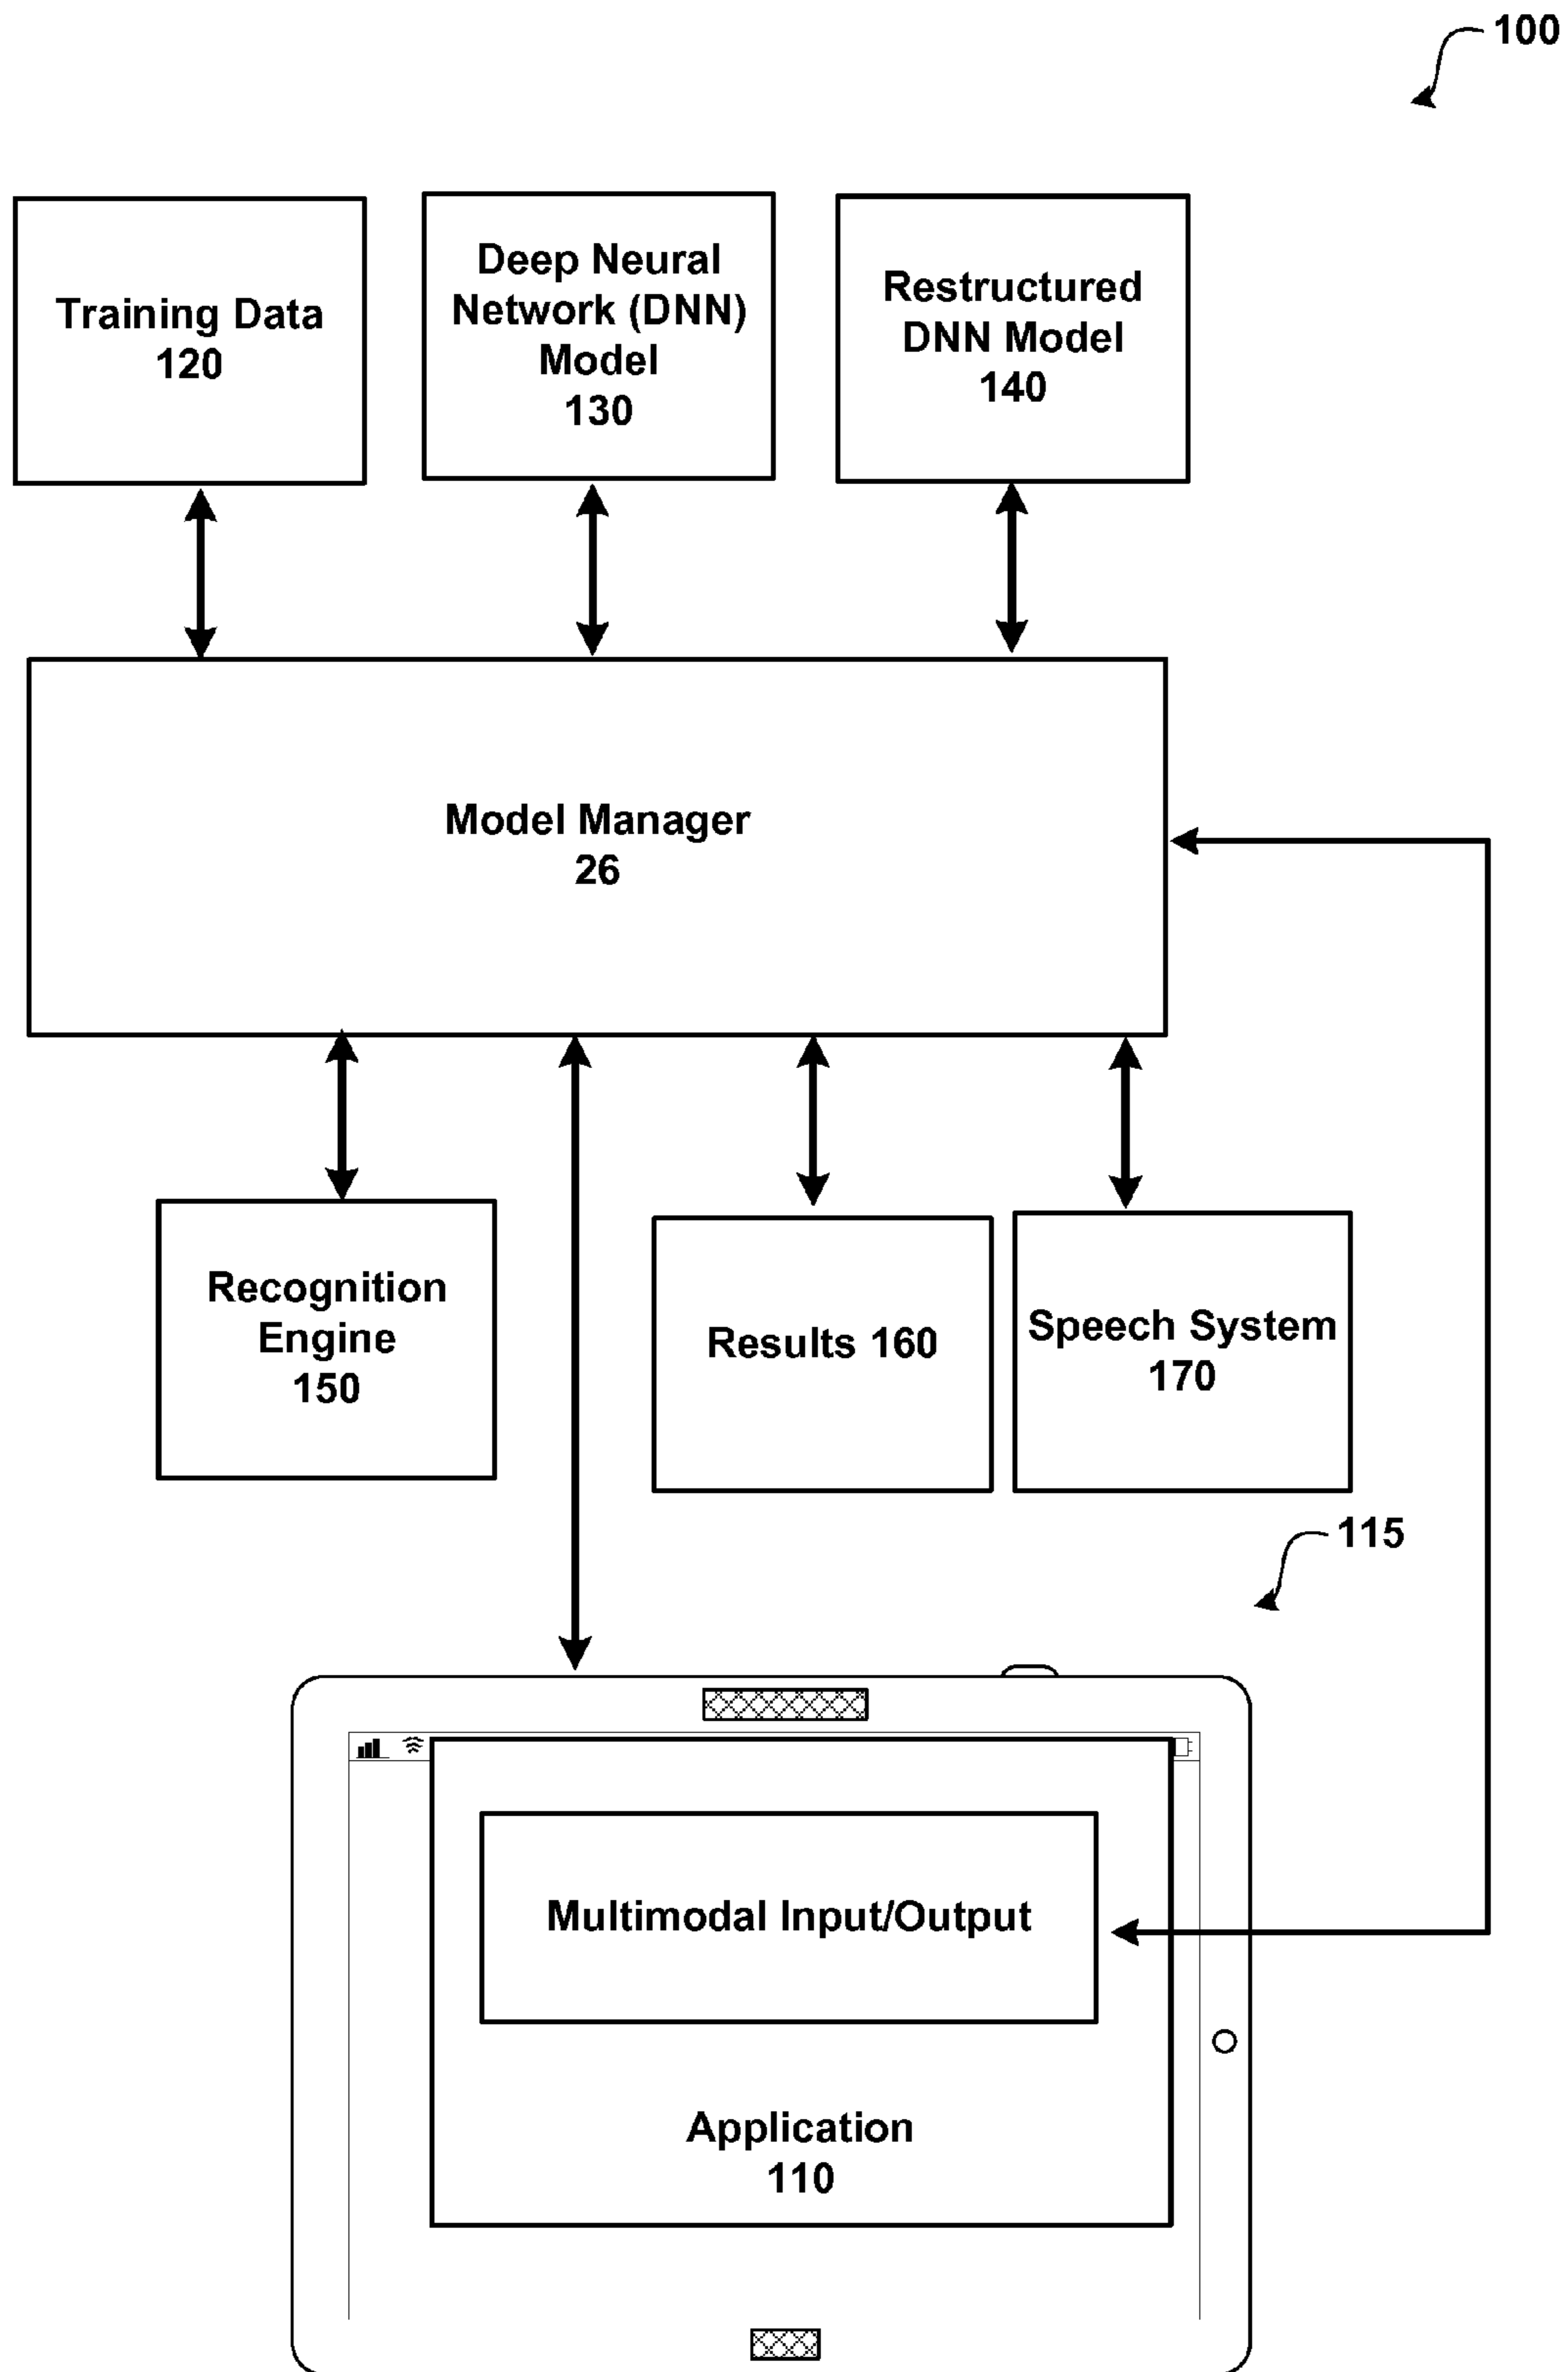 100
Training Data
120
Deep Neural
Network (DNN)
Model
130
Restructured
DNN Model
140
Model Manager
26
Recognition
Engine
150
Results 160
Speech System
170
115
Multimodal Input/Output
Application
110